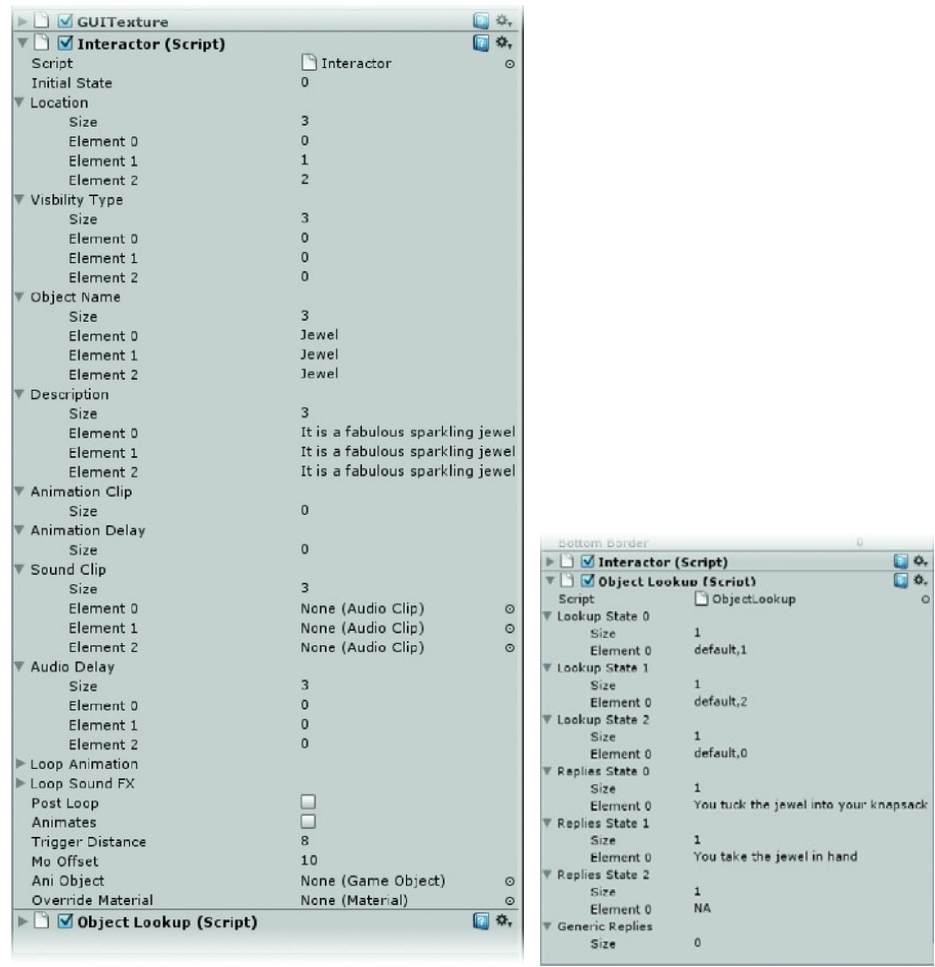 GUITexture
Interactor (Script)
Script Interactor
Initial State 0
Location
Size 3
Element 0 0
Element 1 1
Element 2 2
Visbility Type
Size 3
Element 0 0
Element 1 0
Element 2 0
Object Name
Size 3
Element 0 Jewel
Element 1 Jewel
Element 2 Jewel
Description
Size 3
Element 0 It is a fabulous sparkling jewel
Element 1 It is a fabulous sparkling jewel
Element 2 It is a fabulous sparkling jewel
Animation Clip
Size 0
Animation Delay
Size 0
Sound Clip
Size 3
Element 0 None (Audio Clip)
Element 1 None (Audio Clip)
Element 2 None (Audio Clip)
Audio Delay
Size 3
Element 0 0
Element 1 0
Element 2 0
Loop Animation
Loop Sound FX
Post Loop
Animates
Trigger Distance 8
Mo Offset 10
Ani Object None (Game Object)
Override Material None (Material)
Object Lookup (Script)
Bottom Border 0
Interactor (Script)
Object Lookup (Script)
Script ObjectLookup
Lookup State 0
Size 1
Element 0 default,1
Lookup State 1
Size 1
Element 0 default,2
Lookup State 2
Size 1
Element 0 default,0
Replies State 0
Size 1
Element 0 You tuck the jewel into your knapsack
Replies State 1
Size 1
Element 0 You take the jewel in hand
Replies State 2
Size 1
Element 0 NA
Generic Replies
Size 0